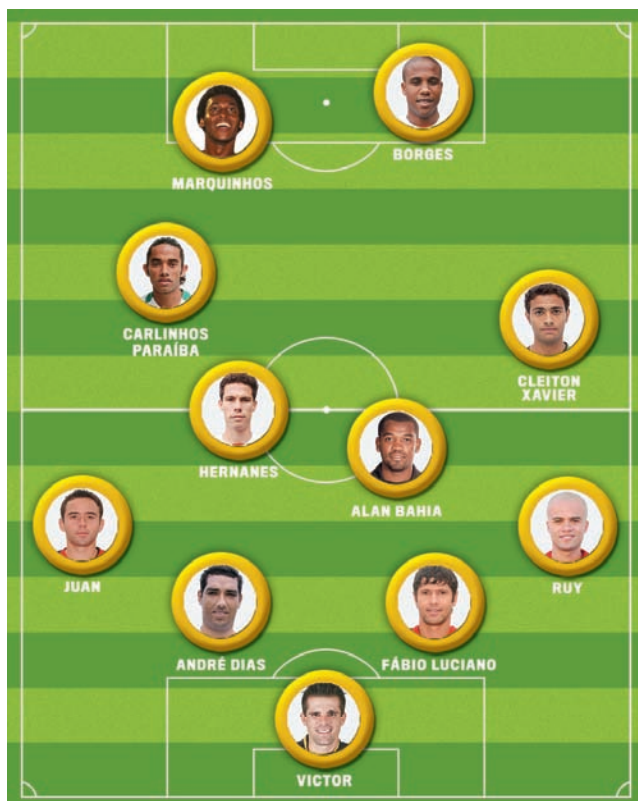 BORGES
MARQUINHOS
CARLINHOS
PARAÍBA
CLEITON
XAVIER
HERNANES
ALAN BAHIA
JUAN
RUY
ANDRÉ DIAS
FÁBIO LUCIANO
VICTOR